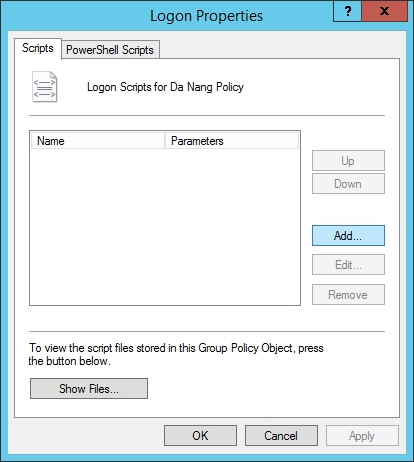 Logon Properties
? x
Scripts PowerShell Scripts
Logon Scripts for Da Nang Policy
Name Parameters
Up
Down
Add...
Edit...
Remove
To view the script files stored in this Group Policy Object, press
the button below.
Show Files...
OK Cancel Apply